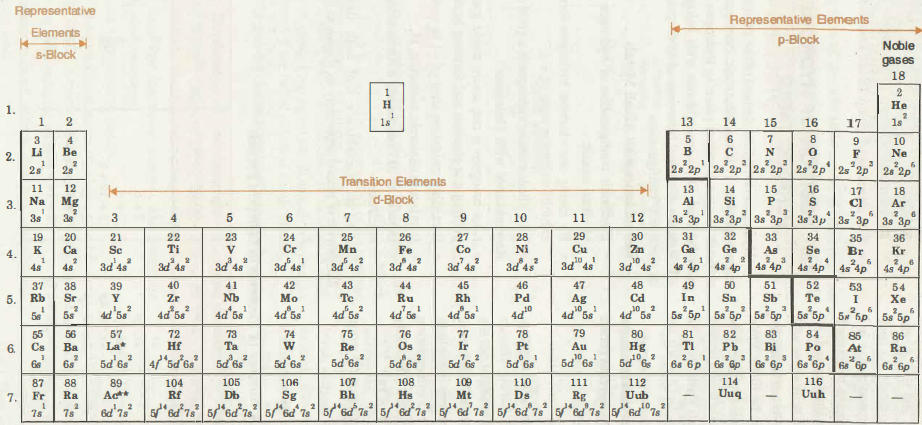 Representative
Elements
s-Block
Representative Elements
p-Block
Noble
gases
18
1.
1 2
1
H
1s¹
13 14 15 16 17
2
He
1s²
2.
3 4 5 6 7 8 9 10
Li Be B C N O F Ne
2s¹ 2s² 2s²2p¹ 2s²2p² 2s²2p³ 2s²2p⁴ 2s²2p⁵ 2s²2p⁶
Transition Elements
d-Block
3.
11 12 13 14 15 16 17 18
Na Mg Al Si P S Cl Ar
3s¹ 3s² 3s²3p¹ 3s²3p² 3s²3p³ 3s²3p⁴ 3s²3p⁵ 3s²3p⁶
3 4 5 6 7 8 9 10 11 12
4.
19 20 21 22 23 24 25 26 27 28 29 30 31 32 33 34 35 36
K Ca Sc Ti V Cr Mn Fe Co Ni Cu Zn Ga Ge As Se Br Kr
4s¹ 4s² 3d¹4s² 3d²4s² 3d³4s² 3d⁵4s¹ 3d⁵4s² 3d⁶4s² 3d⁷4s² 3d⁸4s² 3d¹⁰4s¹ 3d¹⁰4s² 4s²4p¹ 4s²4p² 4s²4p³ 4s²4p⁴ 4s²4p⁵ 4s²4p⁶
5.
37 38 39 40 41 42 43 44 45 46 47 48 49 50 51 52 53 54
Rb Sr Y Zr Nb Mo Tc Ru Rh Pd Ag Cd In Sn Sb Te I Xe
5s¹ 5s² 4d¹5s² 4d²5s² 4d⁴5s¹ 4d⁵5s¹ 4d⁵5s² 4d⁷5s¹ 4d⁸5s¹ 4d¹⁰ 4d¹⁰5s¹ 4d¹⁰5s² 5s²5p¹ 5s²5p² 5s²5p³ 5s²5p⁴ 5s²5p⁵ 5s²5p⁶
6.
55 56 57 72 73 74 75 76 77 78 79 80 81 82 83 84 85 86
Cs Ba La* Hf Ta W Re Os Ir Pt Au Hg Tl Pb Bi Po At Rn
6s¹ 6s² 5d¹6s² 4f¹⁴5d²6s² 5d³6s² 5d⁴6s² 5d⁵6s² 5d⁶6s² 5d⁷6s² 5d⁹6s¹ 5d¹⁰6s¹ 5d¹⁰6s² 6s²6p¹ 6s²6p² 6s²6p³ 6s²6p⁴ 6s²6p⁵ 6s²6p⁶
7.
87 88 89 104 105 106 107 108 109 110 111 112 — 114 — 116 — —
Fr Ra Ac** Rf Db Sg Bh Hs Mt Ds Rg Uub Uuq Uuh
7s¹ 7s² 6d¹7s² 5f¹⁴6d²7s² 5f¹⁴6d³7s² 5f¹⁴6d⁴7s² 5f¹⁴6d⁵7s² 5f¹⁴6d⁶7s² 5f¹⁴6d⁷7s² 5f¹⁴6d⁸7s² 5f¹⁴6d⁹7s² 5f¹⁴6d¹⁰7s²